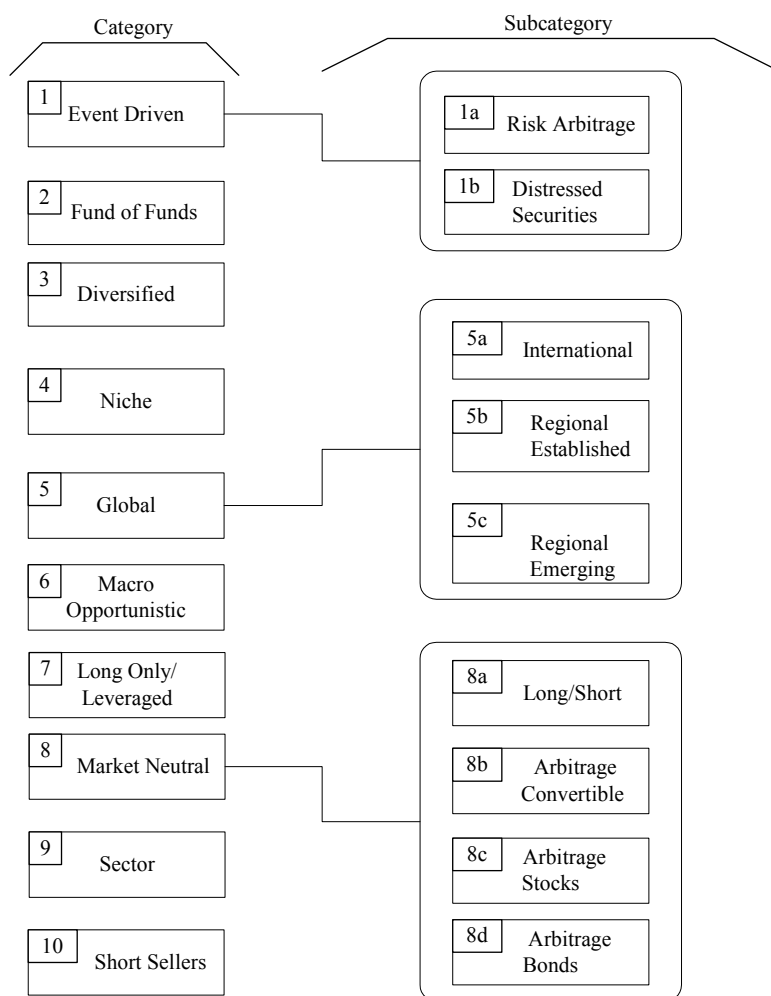 Category
Subcategory
1
Event Driven
1a
Risk Arbitrage
1b
Distressed
Securities
2
Fund of Funds
3
Diversified
4
Niche
5
Global
5a
International
5b
Regional
Established
5c
Regional
Emerging
6
Macro
Opportunistic
7
Long Only/
Leveraged
8
Market Neutral
8a
Long/Short
8b
Arbitrage
Convertible
8c
Arbitrage
Stocks
8d
Arbitrage
Bonds
9
Sector
10
Short Sellers